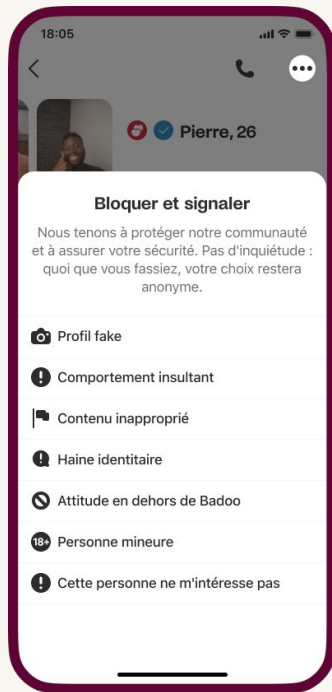 18:05
Pierre, 26
Bloquer et signaler
Nous tenons à protéger notre communauté
et à assurer votre sécurité. Pas d'inquiétude :
quoi que vous fassiez, votre choix restera
anonyme.
Profil fake
Comportement insultant
Contenu inapproprié
Haine identitaire
Attitude en dehors de Badoo
18+ Personne mineure
Cette personne ne m'intéresse pas